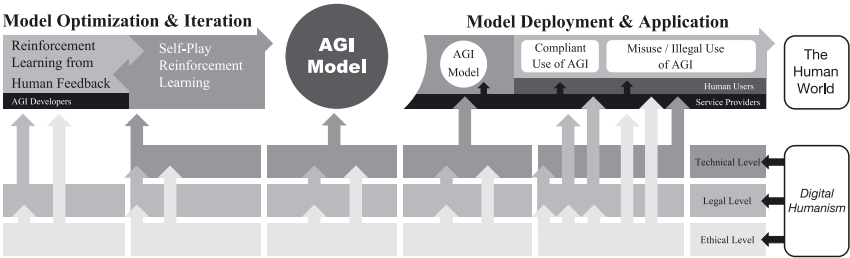 Model Optimization & Iteration
Reinforcement
Learning from
Human Feedback
AGI Developers
Self-Play
Reinforcement
Learning
AGI
Model
Model Deployment & Application
AGI
Model
Compliant
Use of AGI
Misuse / Illegal Use
of AGI
Human Users
Service Providers
The
Human
World
Technical Level
Legal Level
Ethical Level
Digital
Humanism